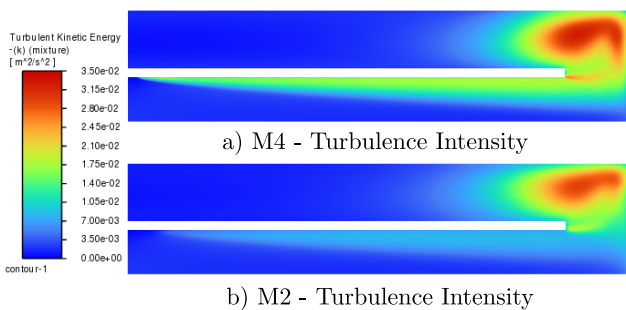 Turbulent Kinetic Energy
-(k) (mixture)
[ m^2/s^2 ]
3.50e-02
3.15e-02
2.80e-02
2.45e-02
2.10e-02
1.75e-02
1.40e-02
1.05e-02
7.00e-03
3.50e-03
0.00e+00
contour-1
a) M4 - Turbulence Intensity
b) M2 - Turbulence Intensity